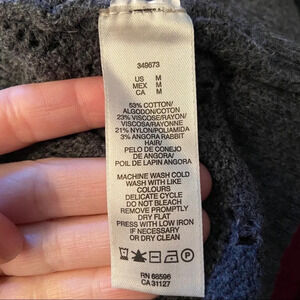 349673
US M
MEX M
CA M
53% COTTON/
ALGODON/COTON
23% VISCOSE/RAYON/
VISCOSA/RAYONNE
21% NYLON/POLIAMIDA
3% ANGORA RABBIT
HAIR/
PELO DE CONEJO
DE ANGORA/
POIL DE LAPIN ANGORA
MACHINE WASH COLD
WASH WITH LIKE
COLOURS
DELICATE CYCLE
DO NOT BLEACH
REMOVE PROMPTLY
DRY FLAT
PRESS WITH LOW IRON
IF NECESSARY
OR DRY CLEAN
P
RN 68596
CA 31127